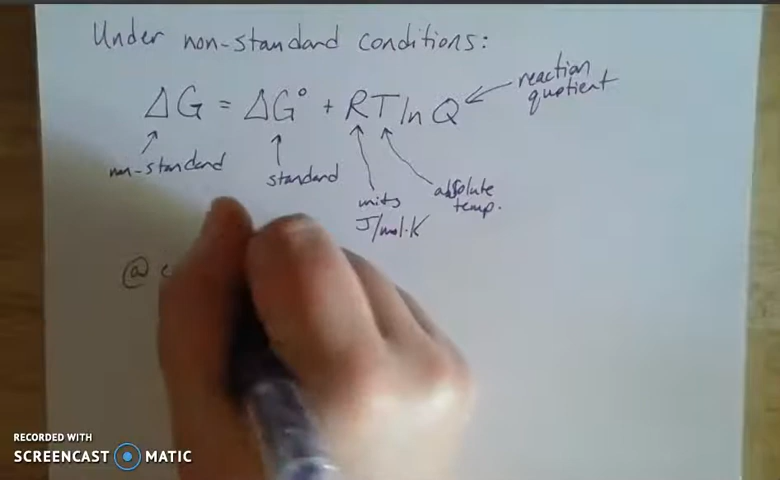 Under non-standard conditions:
ΔG = ΔG° + RT ln Q
reaction
quotient
non-standard
standard
units
J/mol·K
absolute
temp.
@
RECORDED WITH
SCREENCAST MATIC